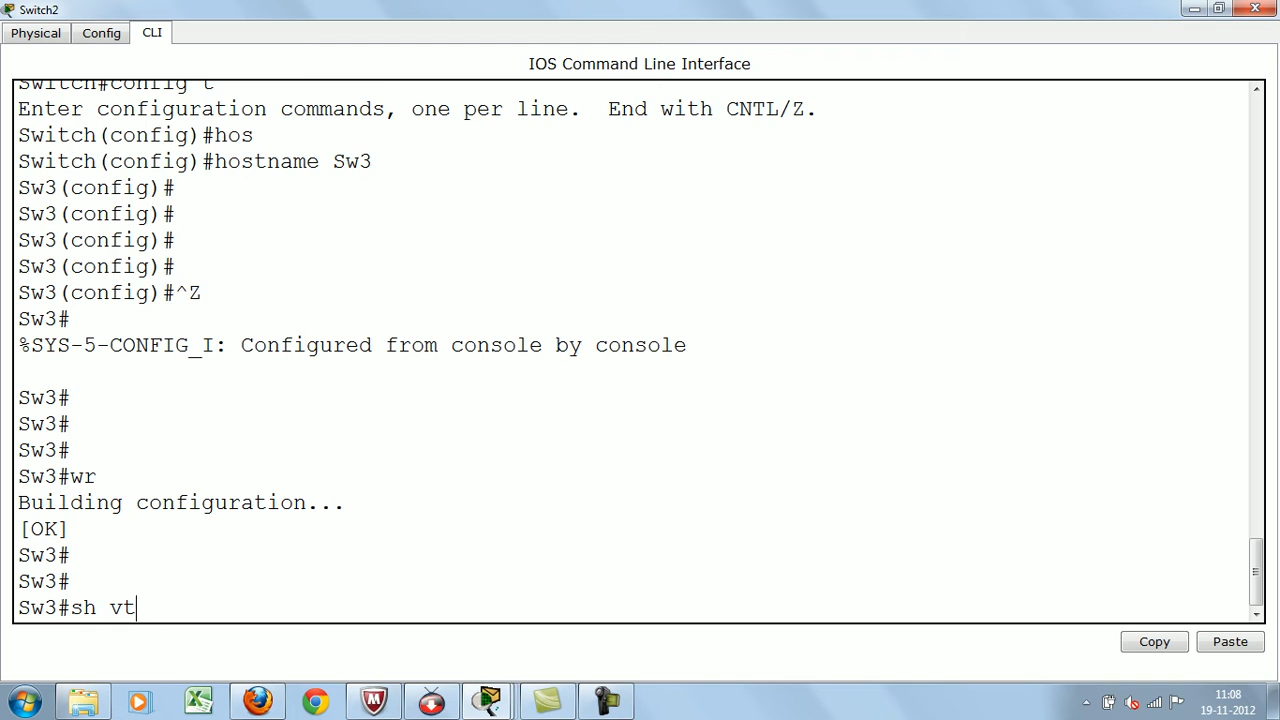 Switch2
Physical
Config
CLI
IOS Command Line Interface
Switch#config t
Enter configuration commands, one per line.  End with CNTL/Z.
Switch(config)#hos
Switch(config)#hostname Sw3
Sw3(config)#
Sw3(config)#
Sw3(config)#
Sw3(config)#
Sw3(config)#^Z
Sw3#
%SYS-5-CONFIG_I: Configured from console by console
Sw3#
Sw3#
Sw3#
Sw3#wr
Building configuration...
[OK]
Sw3#
Sw3#
Sw3#sh vt
Copy
Paste
11:08
19-11-2012